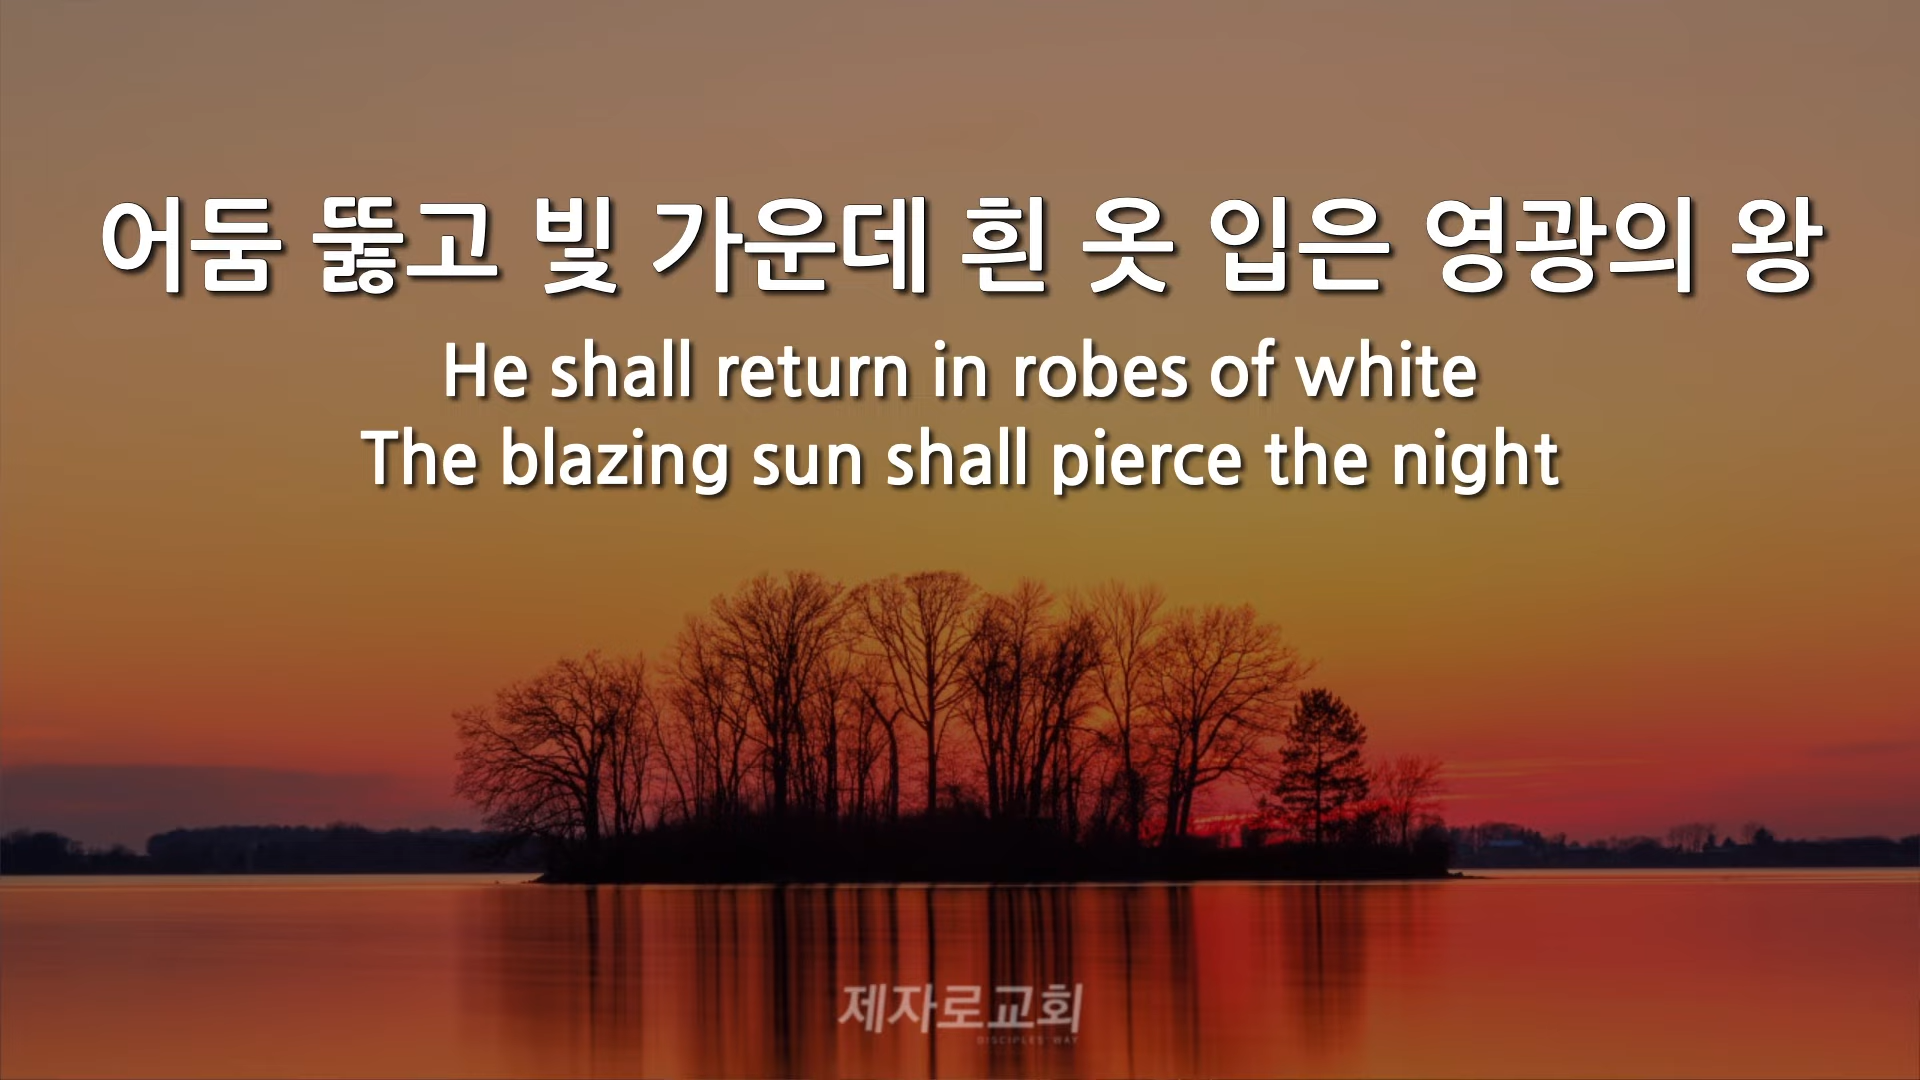 어둠 뚫고 빛 가운데 흰 옷 입은 영광의 왕
He shall return in robes of white
The blazing sun shall pierce the night
제자로교회
DISCIPLES' WAY